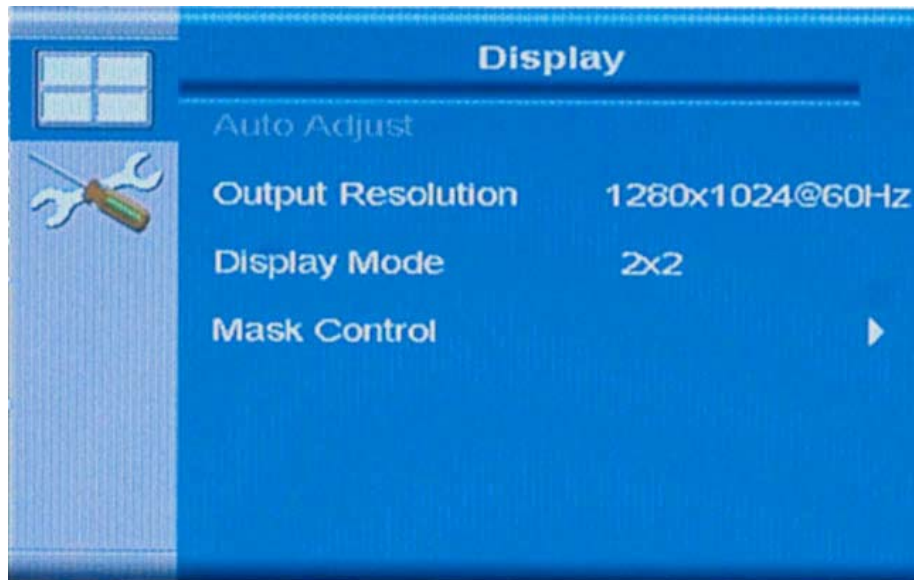 Display
Auto Adjust
Output Resolution 1280x1024@60Hz
Display Mode 2x2
Mask Control